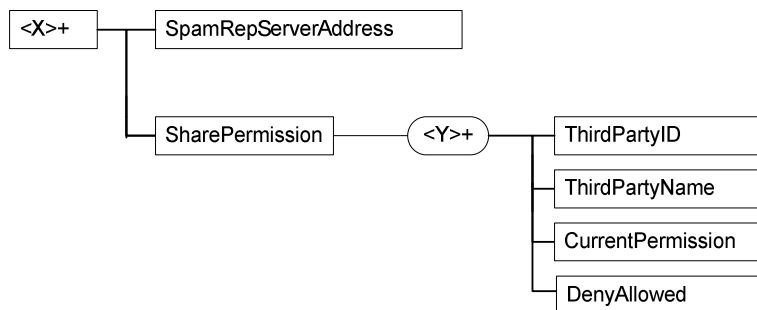 <X>+
SpamRepServerAddress
SharePermission
<Y>+
ThirdPartyID
ThirdPartyName
CurrentPermission
DenyAllowed